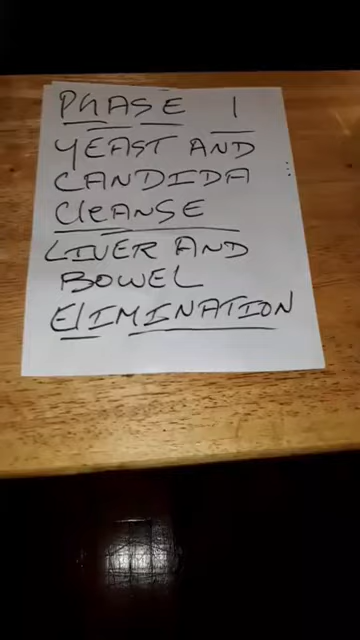 PHASE 1
YEAST AND
CANDIDA
CLEANSE
LIVER AND
BOWEL
ELIMINATION